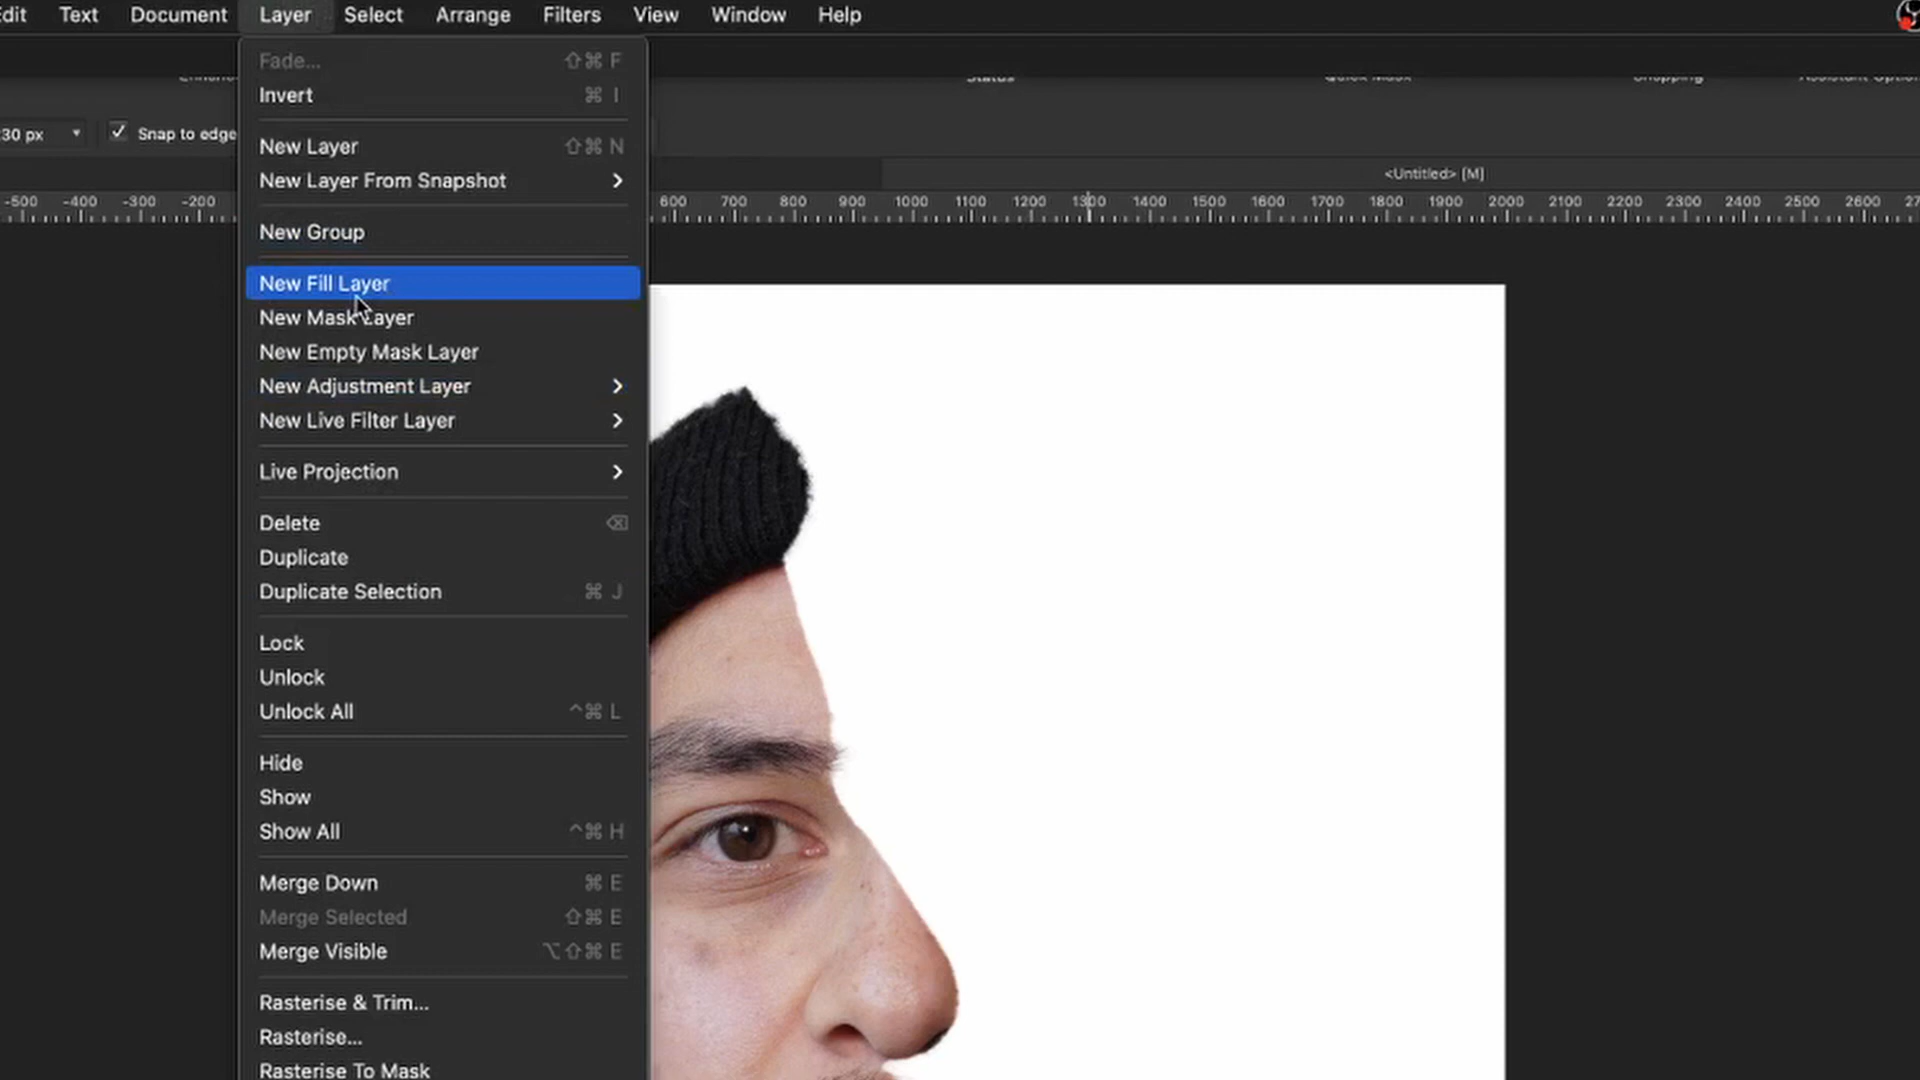 Edit Text Document Layer Select Arrange Filters View Window Help
Fade... ⇧⌘ F
Invert ⌘ I
Status Quick Mask Snapping
30 px Snap to edge
New Layer ⇧⌘ N
<Untitled> [M]
New Layer From Snapshot
-500 -400 -300 -200 600 700 800 900 1000 1100 1200 1300 1400 1500 1600 1700 1800 1900 2000 2100 2200 2300 2400 2500 2600
New Group
New Fill Layer
New Mask Layer
New Empty Mask Layer
New Adjustment Layer
New Live Filter Layer
Live Projection
Delete ⌫
Duplicate
Duplicate Selection ⌘ J
Lock
Unlock
Unlock All ^⌘ L
Hide
Show
Show All ^⌘ H
Merge Down ⌘ E
Merge Selected ⇧⌘ E
Merge Visible ⌥⇧⌘ E
Rasterise & Trim...
Rasterise...
Rasterise To Mask